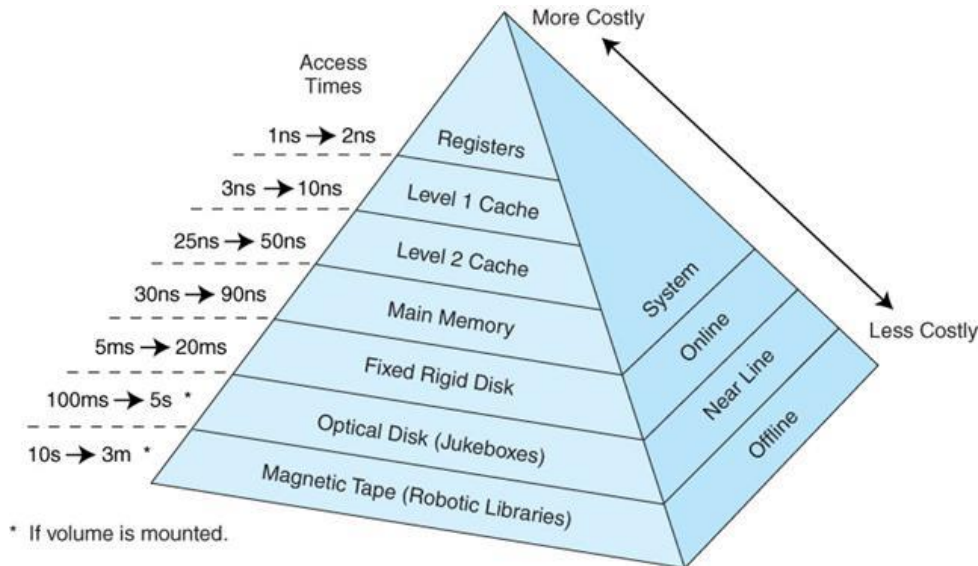 More Costly
Access
Times
1ns → 2ns
Registers
3ns → 10ns
Level 1 Cache
25ns → 50ns
Level 2 Cache
System
30ns → 90ns
Main Memory
Online
Less Costly
5ms → 20ms
Fixed Rigid Disk
Near Line
100ms → 5s *
Optical Disk (Jukeboxes)
Offline
10s → 3m *
Magnetic Tape (Robotic Libraries)
* If volume is mounted.